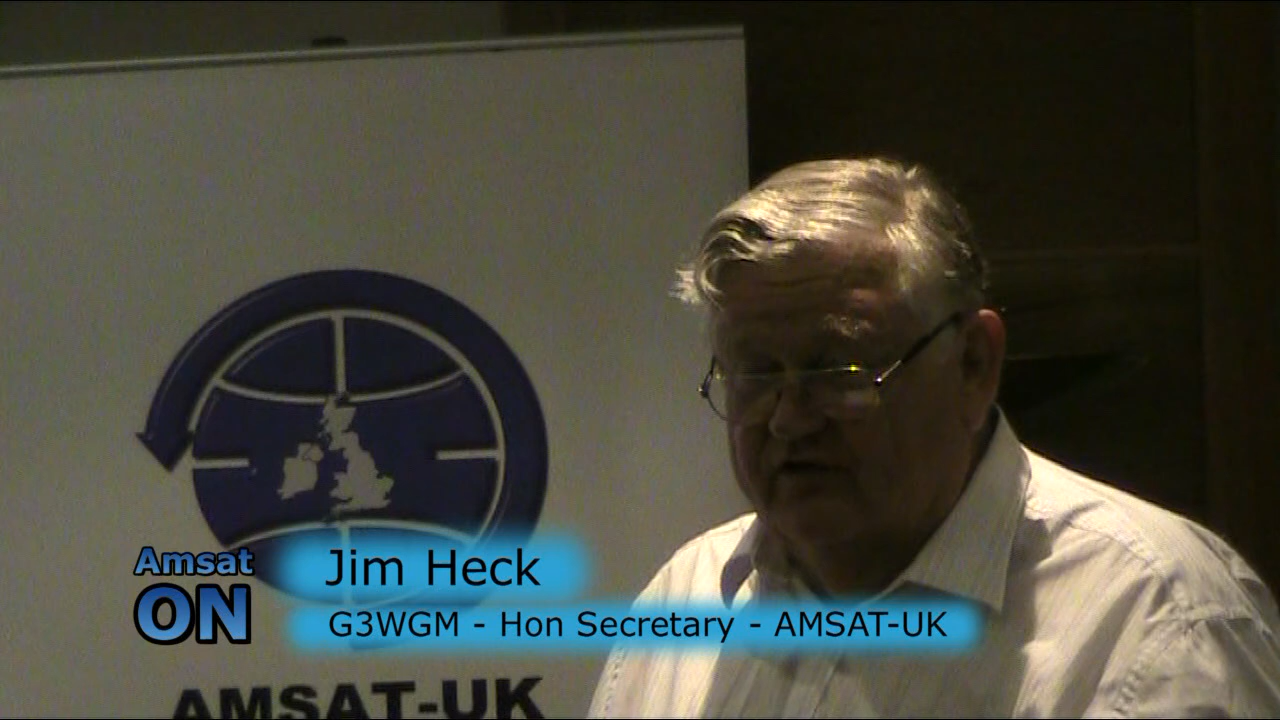 Amsat
ON
Jim Heck
G3WGM - Hon Secretary - AMSAT-UK
AMSAT-UK